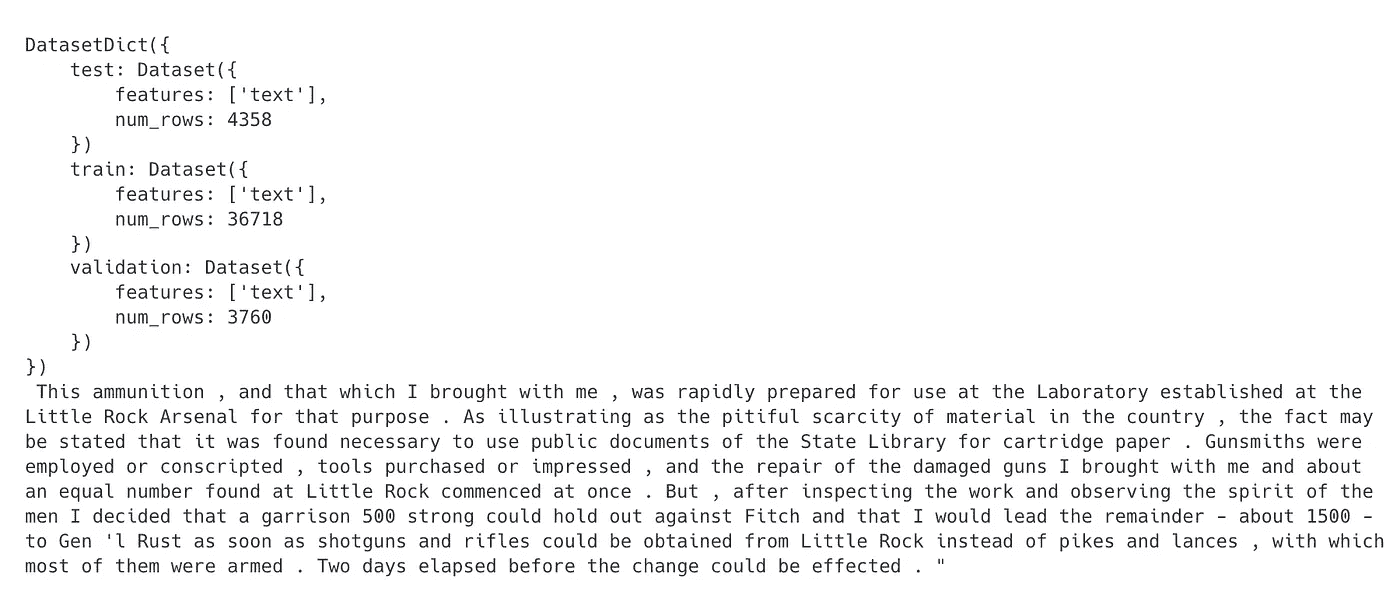 DatasetDict({
    test: Dataset({
        features: ['text'],
        num_rows: 4358
    })
    train: Dataset({
        features: ['text'],
        num_rows: 36718
    })
    validation: Dataset({
        features: ['text'],
        num_rows: 3760
    })
})
 This ammunition , and that which I brought with me , was rapidly prepared for use at the Laboratory established at the
Little Rock Arsenal for that purpose . As illustrating as the pitiful scarcity of material in the country , the fact may
be stated that it was found necessary to use public documents of the State Library for cartridge paper . Gunsmiths were
employed or conscripted , tools purchased or impressed , and the repair of the damaged guns I brought with me and about
an equal number found at Little Rock commenced at once . But , after inspecting the work and observing the spirit of the
men I decided that a garrison 500 strong could hold out against Fitch and that I would lead the remainder – about 1500 –
to Gen 'l Rust as soon as shotguns and rifles could be obtained from Little Rock instead of pikes and lances , with which
most of them were armed . Two days elapsed before the change could be effected . "